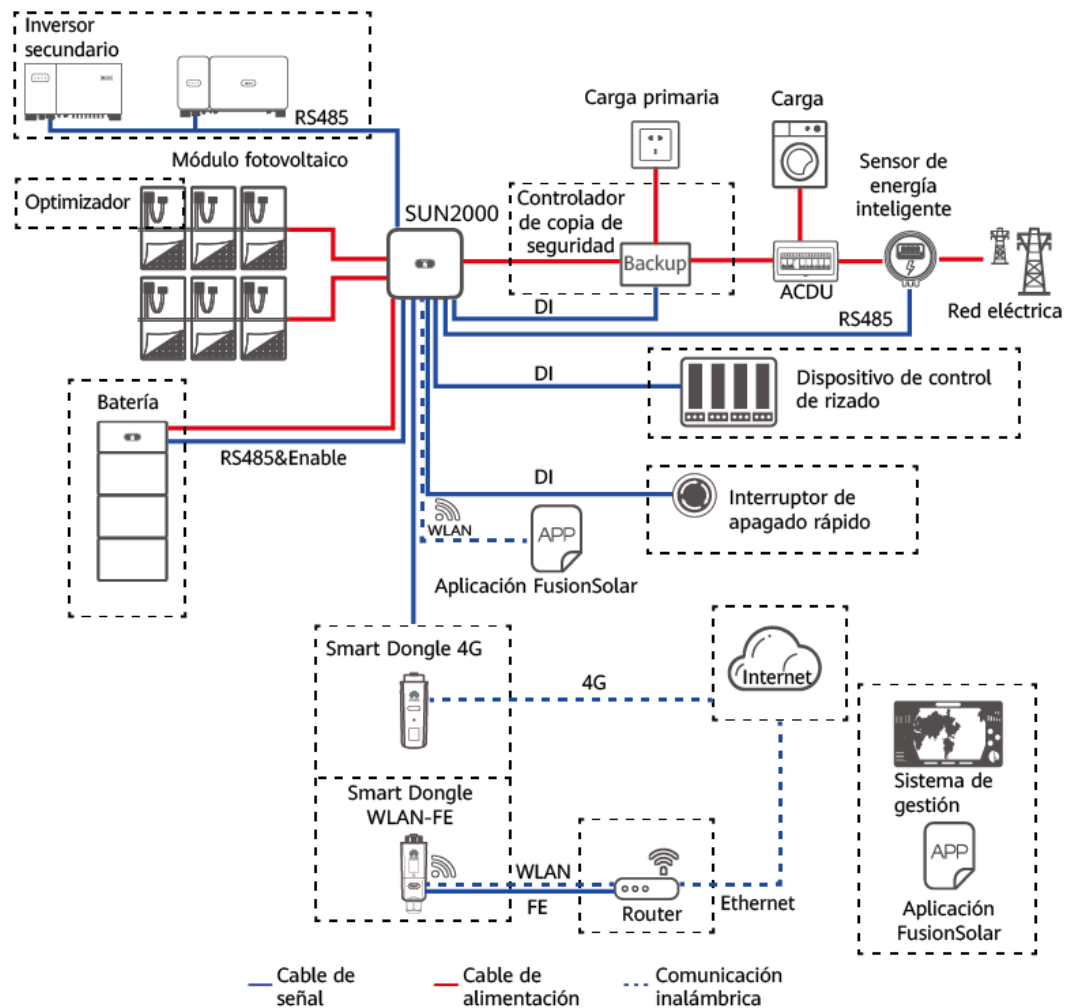 Inversor
secundario
RS485
Carga primaria
Carga
Módulo fotovoltaico
Sensor de
energía
inteligente
Optimizador
SUN2000
Controlador
de copia de
seguridad
Backup
ACDU
Red eléctrica
DI
RS485
DI
Dispositivo de control
de rizado
Batería
RS485&Enable
DI
Interruptor de
apagado rápido
WLAN
APP
Aplicación FusionSolar
Smart Dongle 4G
4G
Internet
Sistema de
gestión
Smart Dongle
WLAN-FE
WLAN
FE
Router
Ethernet
APP
Aplicación
FusionSolar
Cable de
señal
Cable de
alimentación
Comunicación
inalámbrica